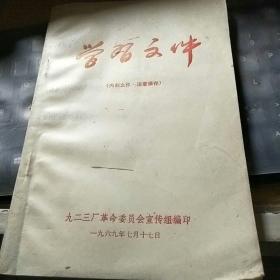 学习文件
(内部文件·注意保存)
九二三厂革命委员会宣传组编印
一九六九年七月十七日